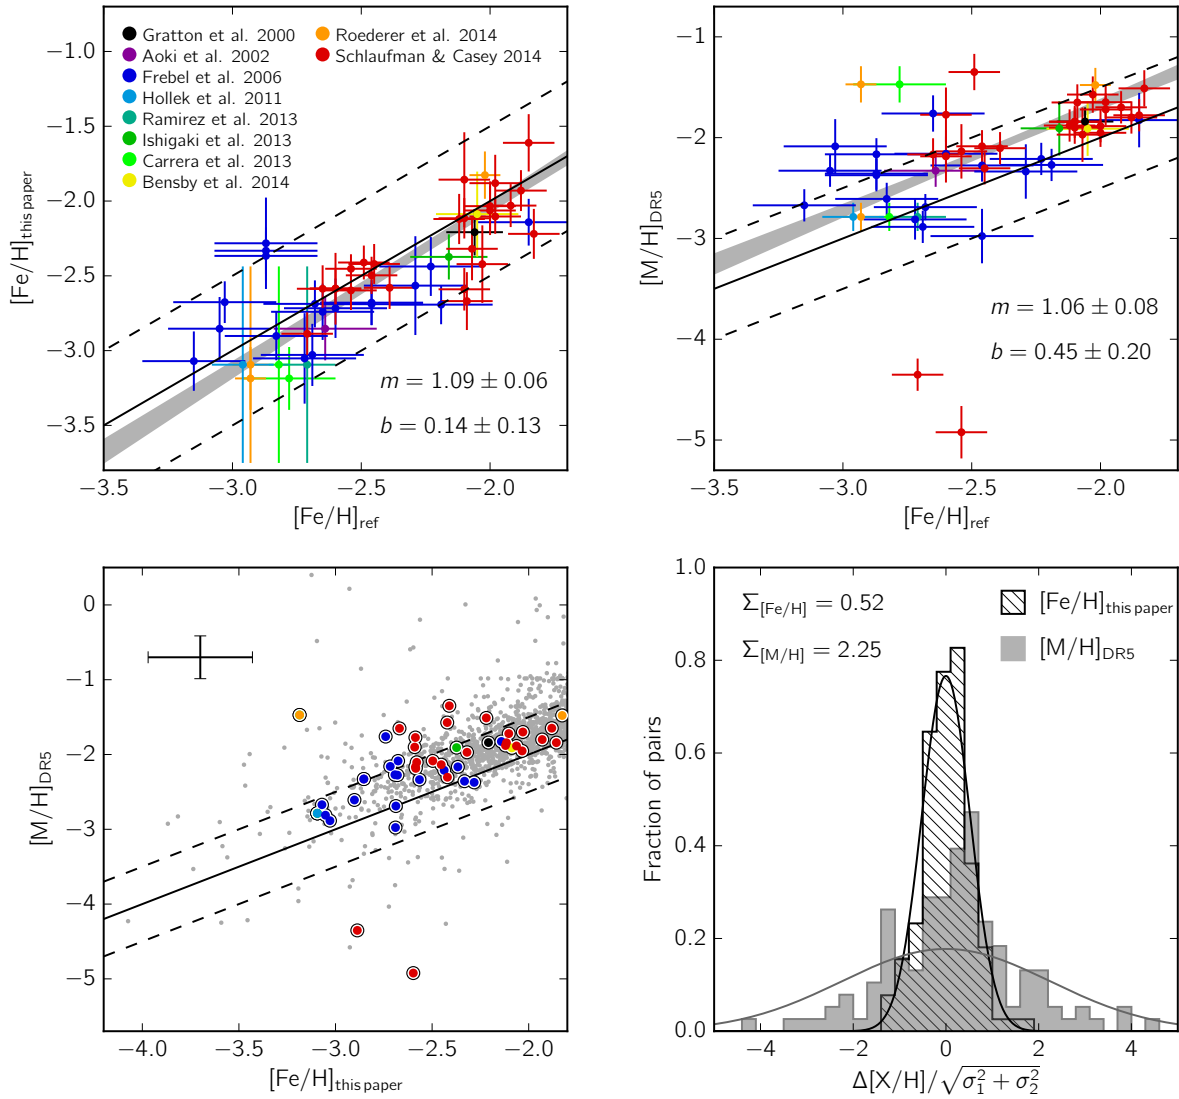 −1.0
−1.5
−2.0
−2.5
−3.0
−3.5
[Fe/H]this paper
Gratton et al. 2000
Aoki et al. 2002
Frebel et al. 2006
Hollek et al. 2011
Ramirez et al. 2013
Ishigaki et al. 2013
Carrera et al. 2013
Bensby et al. 2014
Roederer et al. 2014
Schlaufman & Casey 2014
m = 1.09 ± 0.06
b = 0.14 ± 0.13
−3.5 −3.0 −2.5 −2.0
[Fe/H]ref
−1
−2
−3
−4
−5
[M/H]DR5
m = 1.06 ± 0.08
b = 0.45 ± 0.20
−3.5 −3.0 −2.5 −2.0
[Fe/H]ref
0
−1
−2
−3
−4
−5
[M/H]DR5
−4.0 −3.5 −3.0 −2.5 −2.0
[Fe/H]this paper
1.0
0.8
0.6
0.4
0.2
0.0
Fraction of pairs
Σ[Fe/H] = 0.52
Σ[M/H] = 2.25
[Fe/H]this paper
[M/H]DR5
−4 −2 0 2 4
Δ[X/H]/√σ₁² + σ₂²